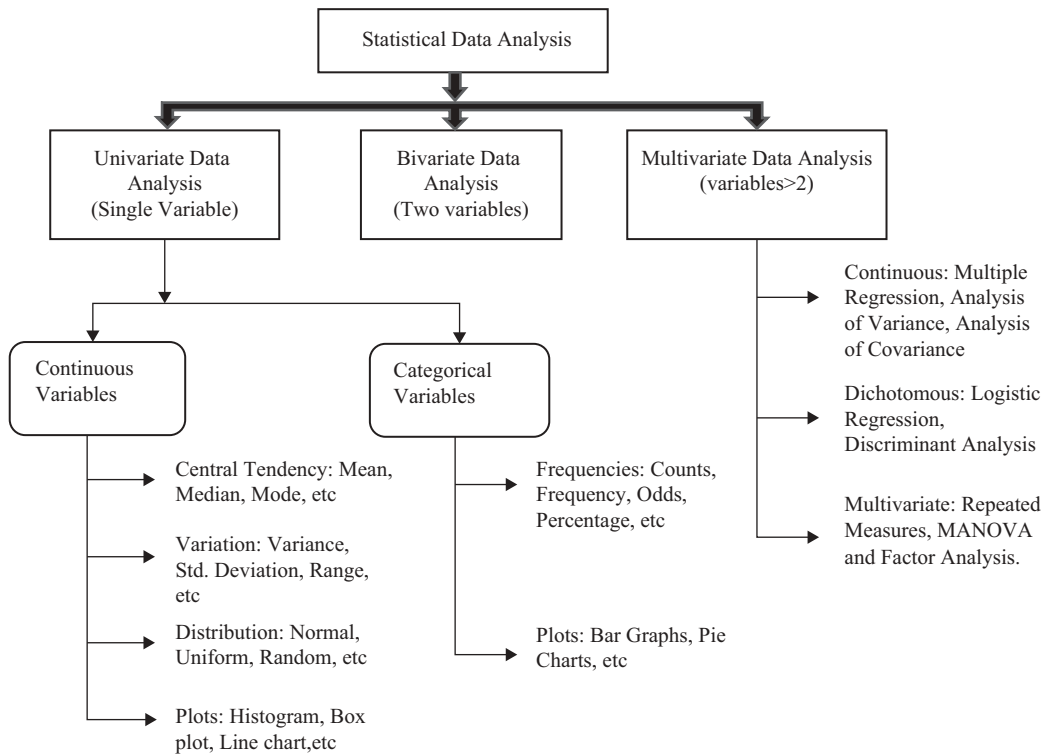 Statistical Data Analysis
Univariate Data
Analysis
(Single Variable)
Bivariate Data
Analysis
(Two variables)
Multivariate Data Analysis
(variables>2)
Continuous: Multiple
Regression, Analysis
of Variance, Analysis
of Covariance
Dichotomous: Logistic
Regression,
Discriminant Analysis
Multivariate: Repeated
Measures, MANOVA
and Factor Analysis.
Continuous
Variables
Central Tendency: Mean,
Median, Mode, etc
Variation: Variance,
Std. Deviation, Range,
etc
Distribution: Normal,
Uniform, Random, etc
Plots: Histogram, Box
plot, Line chart,etc
Categorical
Variables
Frequencies: Counts,
Frequency, Odds,
Percentage, etc
Plots: Bar Graphs, Pie
Charts, etc